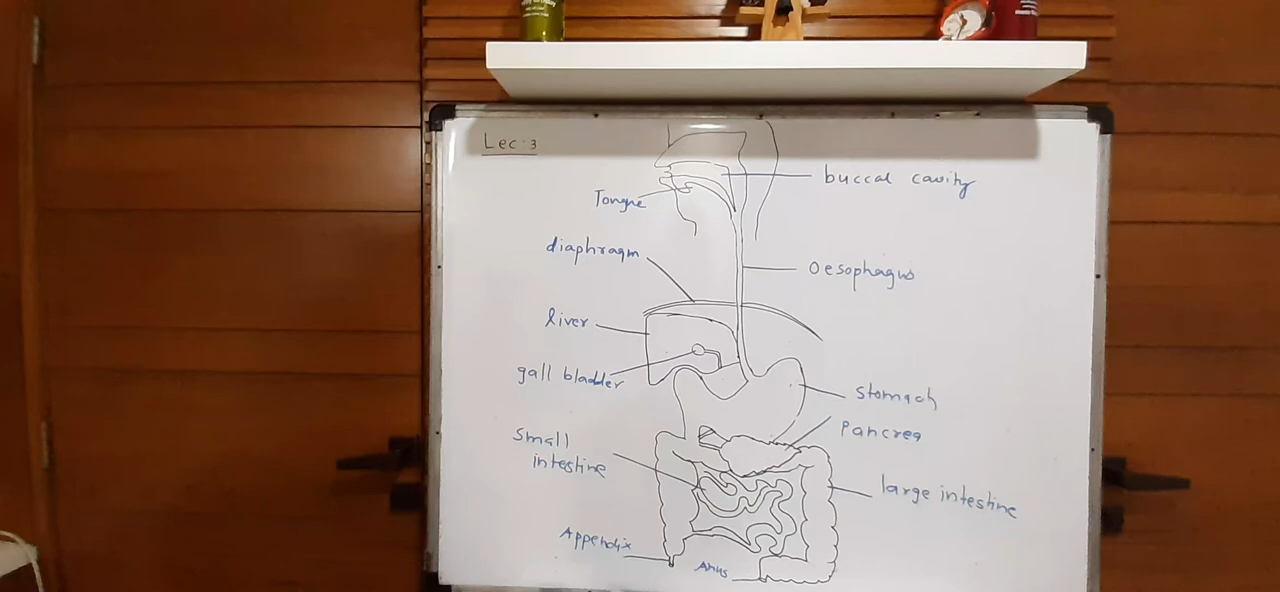 Lec:3
buccal cavity
Tongue
diaphragm
Oesophagus
liver
gall bladder
Stomach
Pancrea
Small
intestine
large intestine
Appendix
Anus